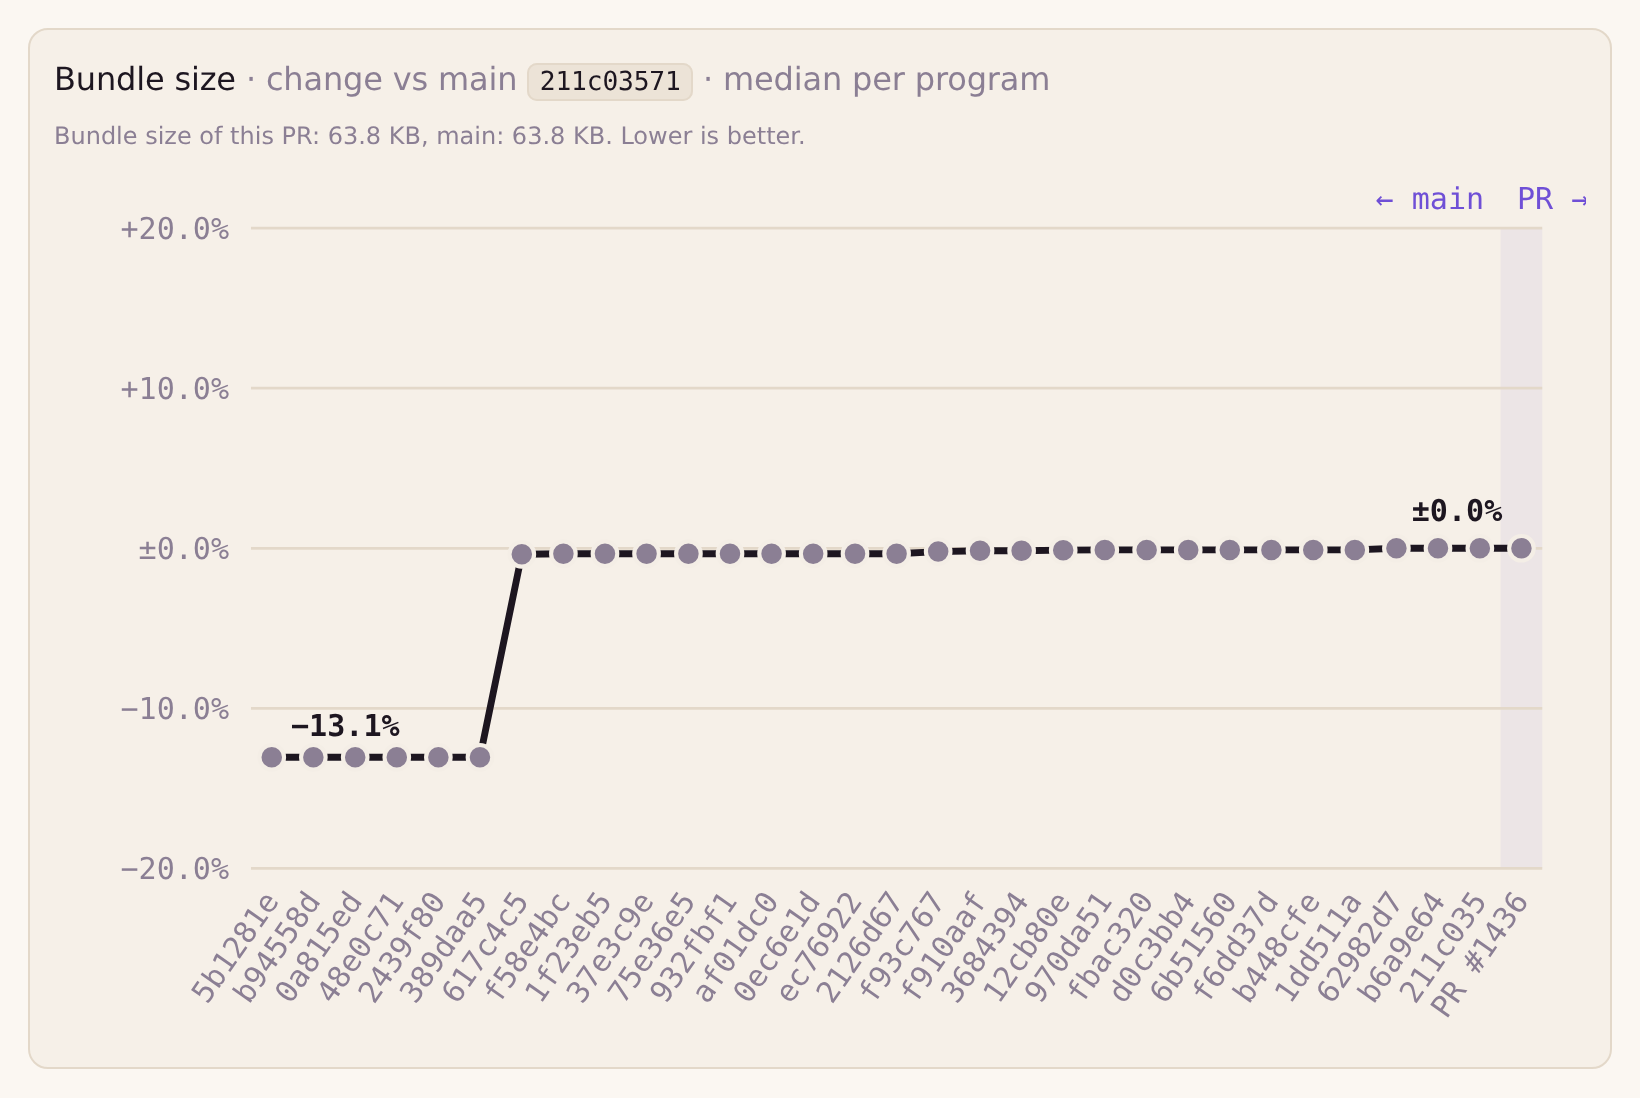 Bundle size · change vs main 211c03571 · median per program
Bundle size of this PR: 63.8 KB, main: 63.8 KB. Lower is better.
← main PR →
+20.0%
+10.0%
±0.0%
−10.0%
−20.0%
±0.0%
−13.1%
5b1281e
b94558d
0a815ed
48e0c71
2439f80
389daa5
617c4c5
f58e4bc
1f23eb5
37e3c9e
75e36e5
932fbf1
af01dc0
0ec6e1d
ec76922
2126d67
f93c767
f910aaf
3684394
12cb80e
970da51
fbac320
d0c3bb4
6b51560
f6dd37d
b448cfe
1dd511a
62982d7
b6a9e64
211c035
PR #1436